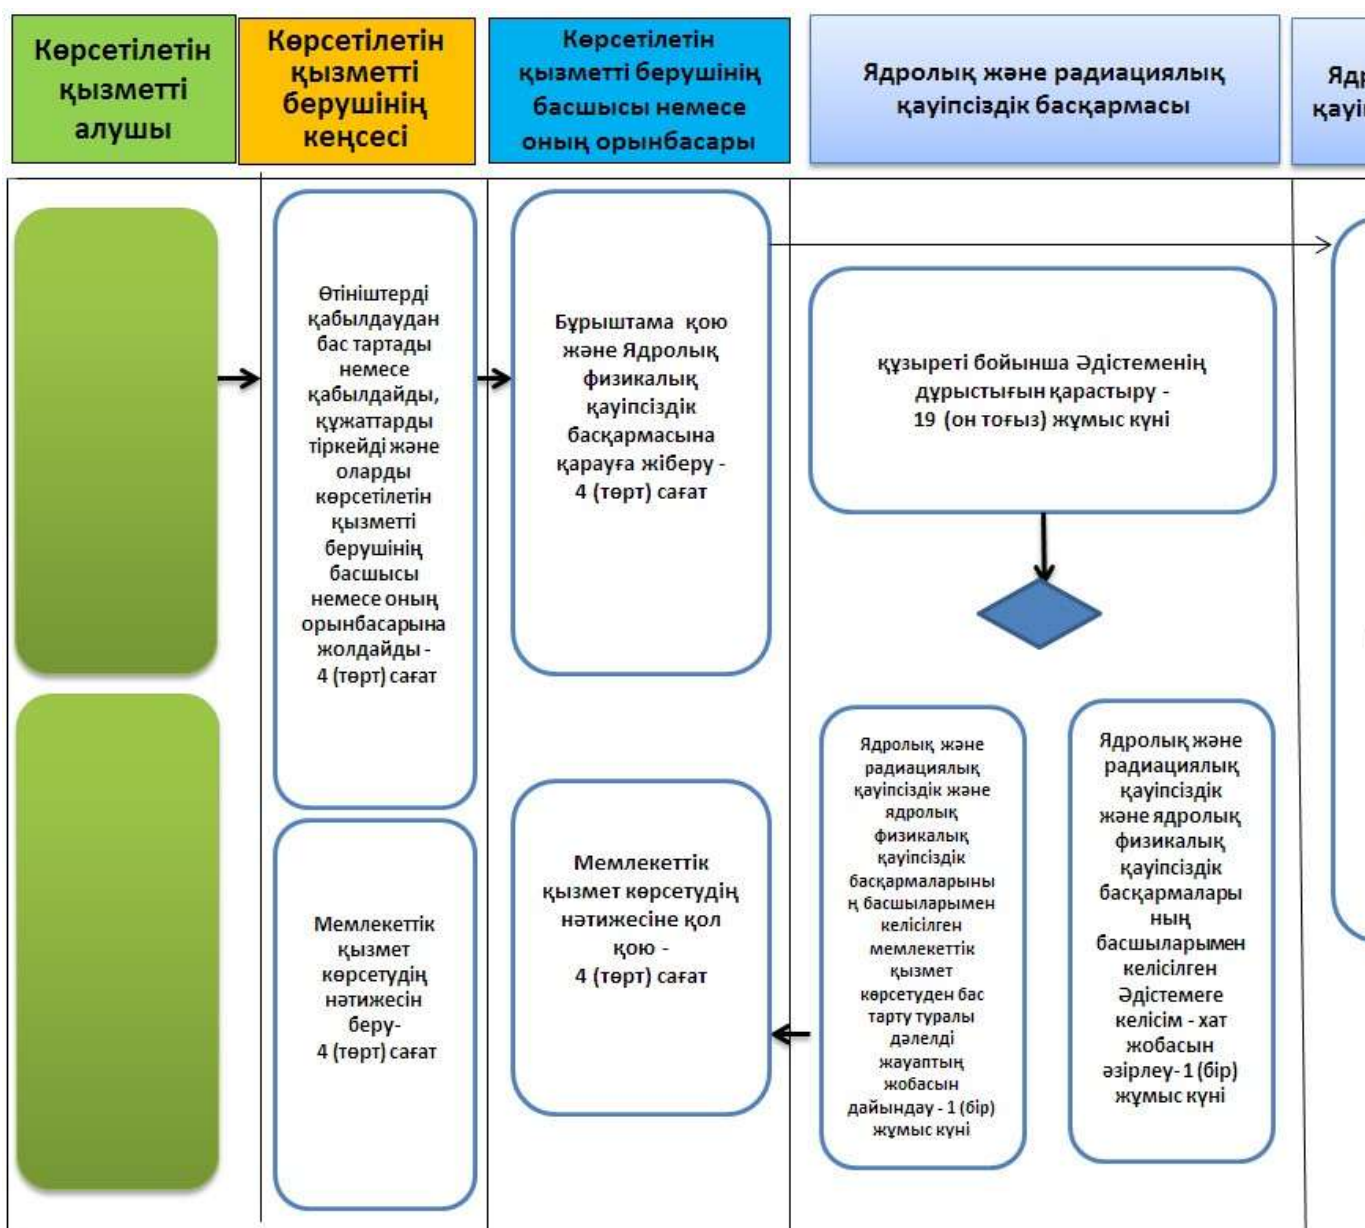 Көрсетілетін
қызметті
алушы
Көрсетілетін
қызметті
берушінің
кеңсесі
Көрсетілетін
қызметті берушінің
басшысы немесе
оның орынбасары
Ядролық және радиациялық
қауіпсіздік басқармасы
Өтініштерді
қабылдаудан
бас тартады
немесе
қабылдайды,
құжаттарды
тіркейді және
оларды
көрсетілетін
қызметті
берушінің
басшысы
немесе оның
орынбасарына
жолдайды -
4 (төрт) сағат
Бұрыштама қою
және Ядролық
физикалық
қауіпсіздік
басқармасына
қарауға жіберу -
4 (төрт) сағат
құзыреті бойынша Әдістеменің
дұрыстығын қарастыру -
19 (он тоғыз) жұмыс күні
Мемлекеттік
қызмет
көрсетудің
нәтижесін
беру-
4 (төрт) сағат
Мемлекеттік
қызмет көрсетудің
нәтижесіне қол
қою -
4 (төрт) сағат
Ядролық және
радиациялық
қауіпсіздік және
ядролық
физикалық
қауіпсіздік
басқармаларыны
ң басшыларымен
келісілген
мемлекеттік
қызмет
көрсетуден бас
тарту туралы
дәлелді
жауаптың
жобасын
дайындау - 1 (бір)
жұмыс күні
Ядролық және
радиациялық
қауіпсіздік
және ядролық
физикалық
қауіпсіздік
басқармалары
ның
басшыларымен
келісілген
Әдістемеге
келісім - хат
жобасын
әзірлеу- 1 (бір)
жұмыс күні